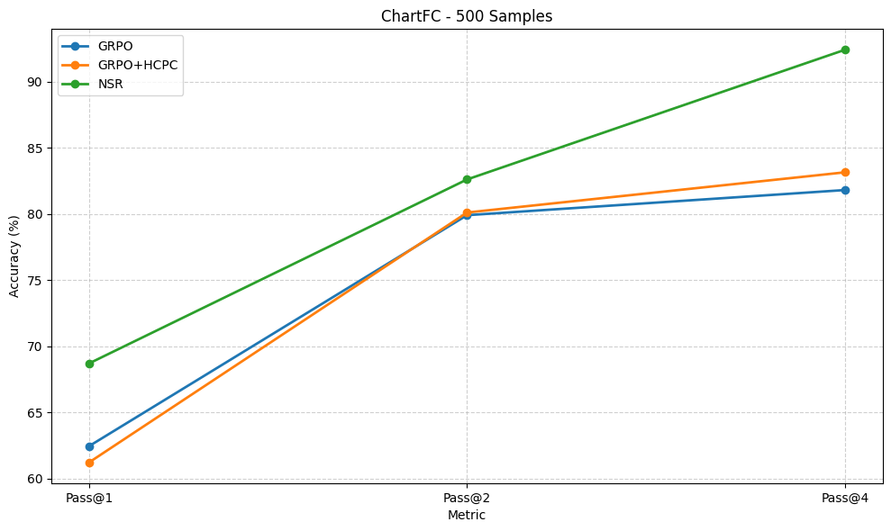 ChartFC - 500 Samples
GRPO
GRPO+HCPC
NSR
Accuracy (%)
90
85
80
75
70
65
60
Pass@1
Pass@2
Pass@4
Metric